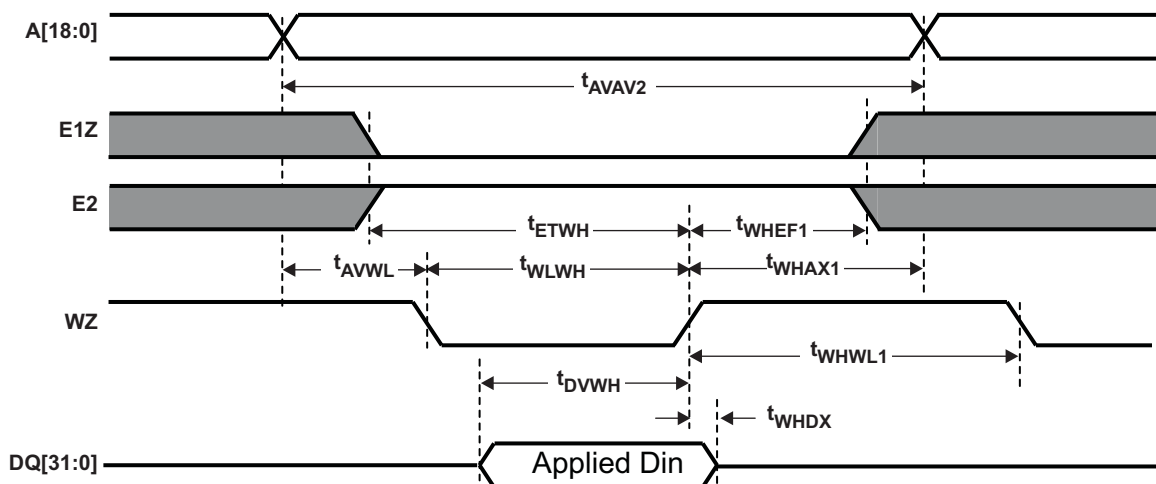 A[18:0]
tAVAV2
E1Z
E2
tETWH
tWHEF1
tAVWL
tWLWH
tWHAX1
WZ
tWHWL1
tDVWH
tWHDX
DQ[31:0]
Applied Din